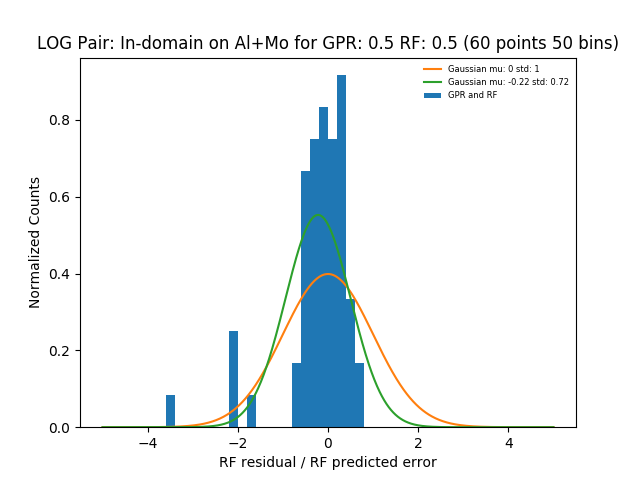 LOG Pair: In-domain on Al+Mo for GPR: 0.5 RF: 0.5 (60 points 50 bins)
Gaussian mu: 0 std: 1
Gaussian mu: -0.22 std: 0.72
GPR and RF
Normalized Counts
0.8
0.6
0.4
0.2
0.0
−4 −2 0 2 4
RF residual / RF predicted error